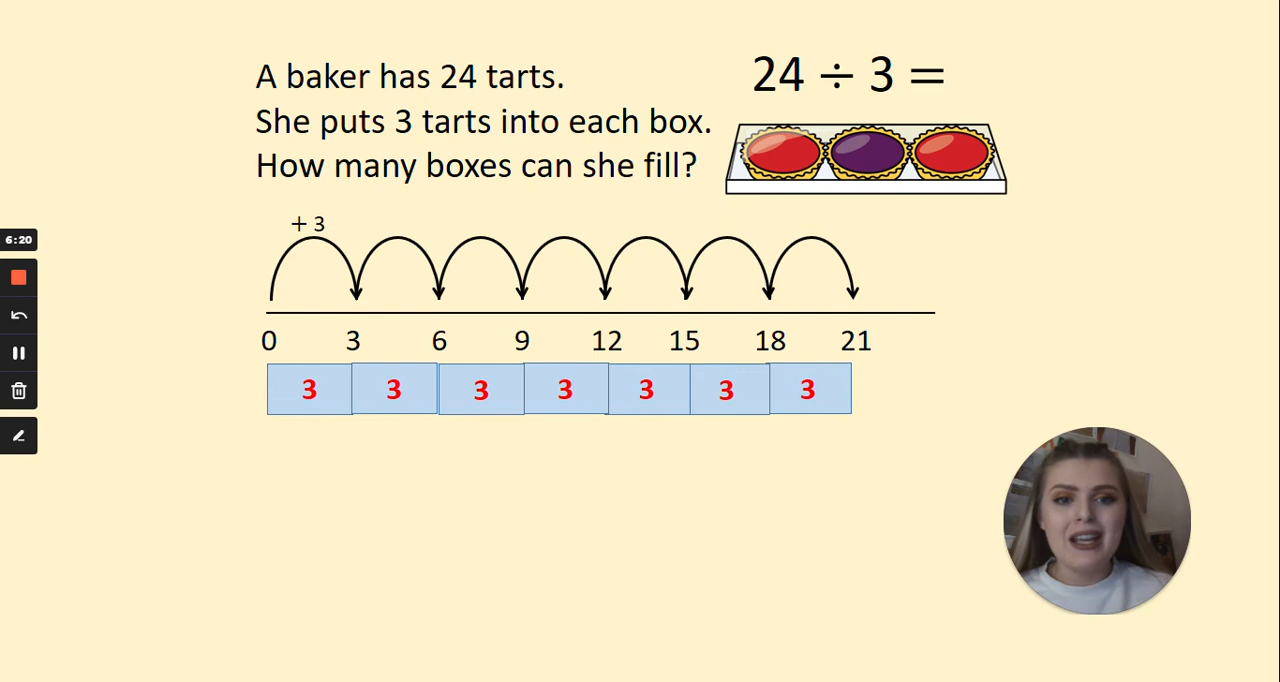 A baker has 24 tarts.
24 ÷ 3 =
She puts 3 tarts into each box.
How many boxes can she fill?
+ 3
6:20
0 3 6 9 12 15 18 21
3 3 3 3 3 3 3